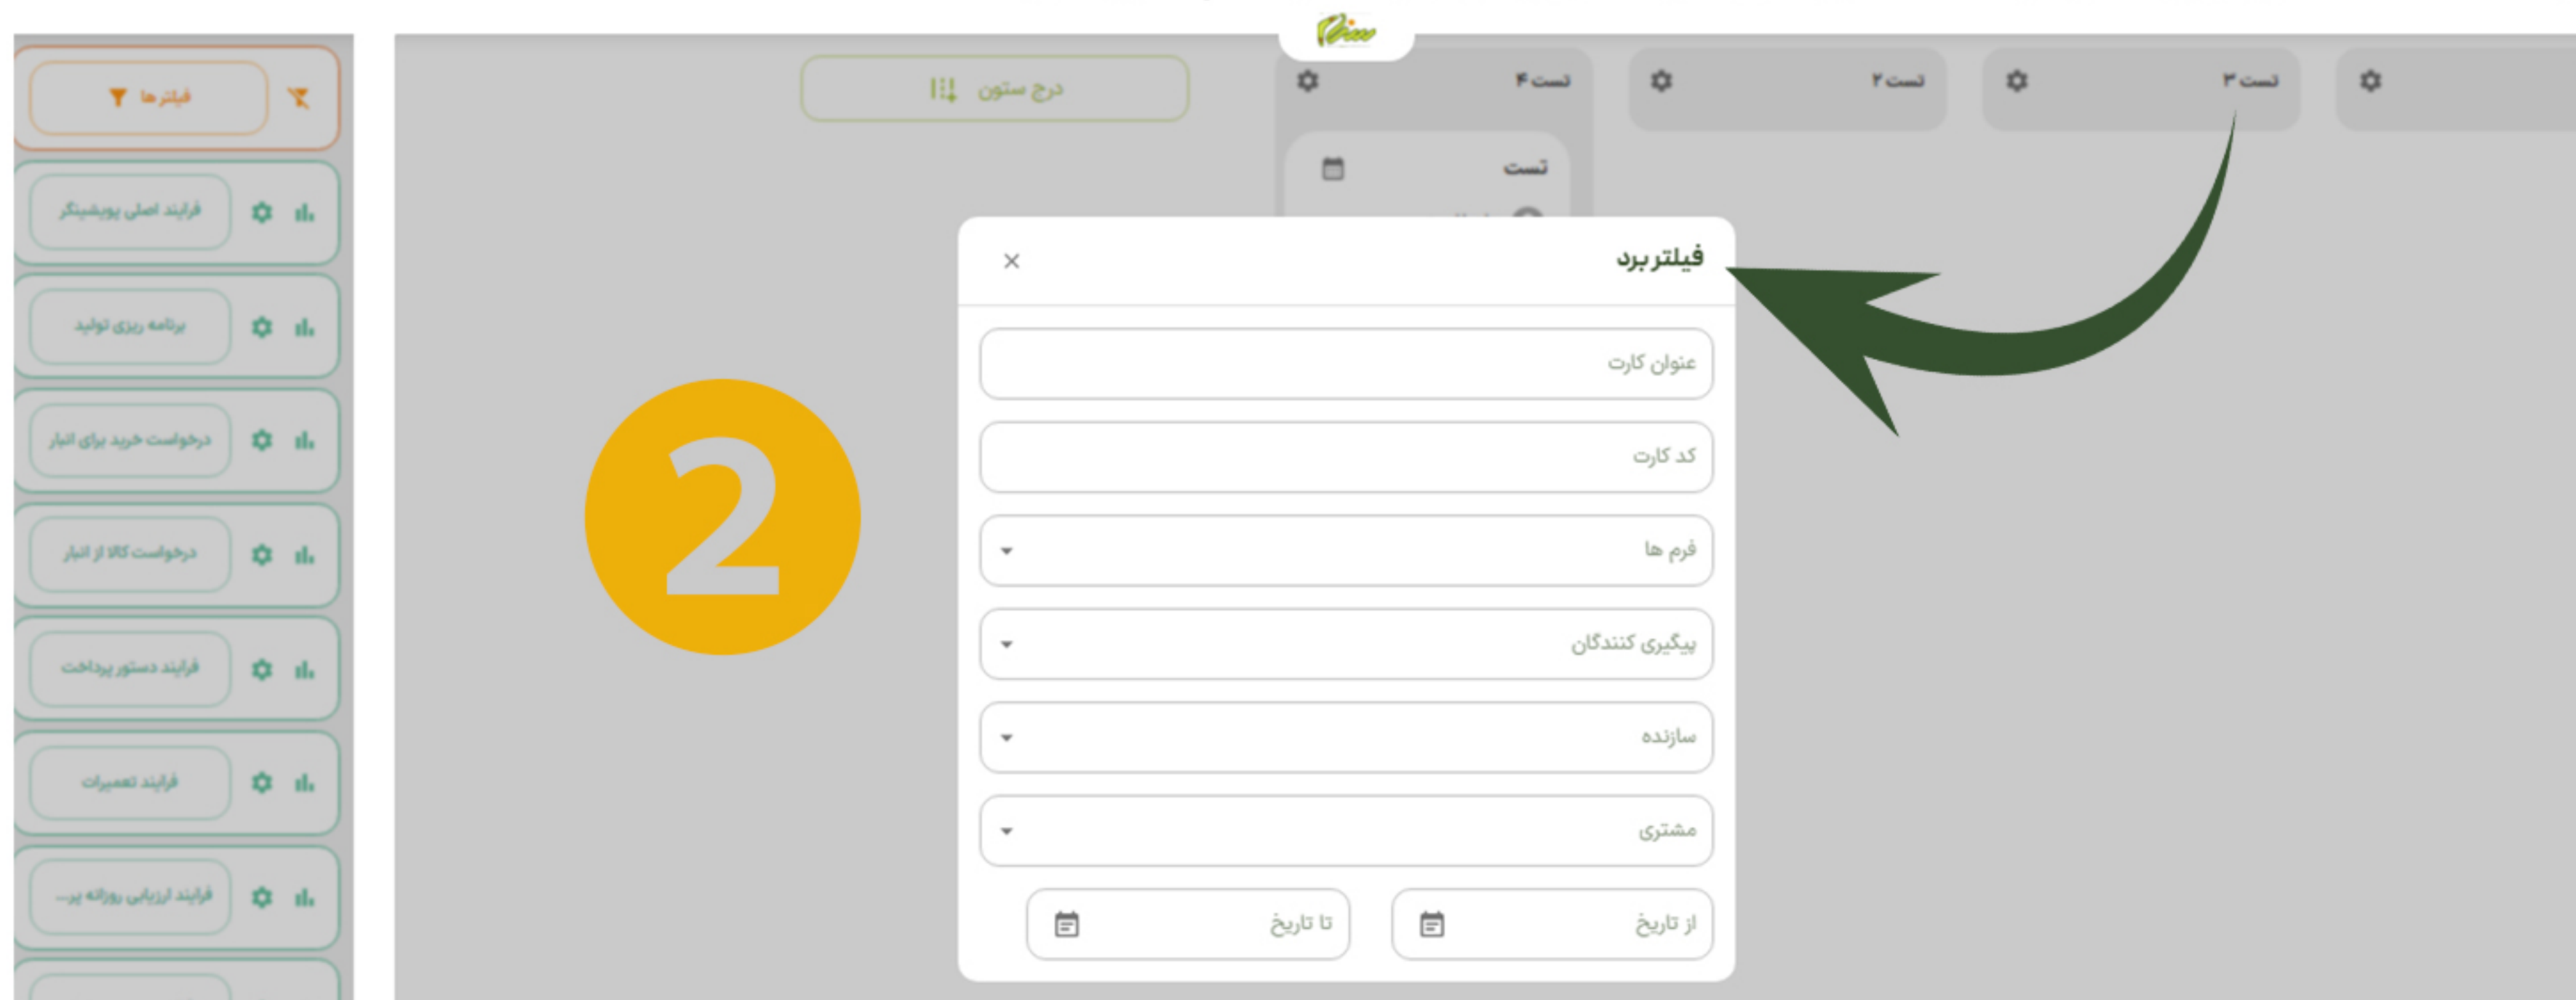 تست ۳
تست ۲
تست ۴
درج ستون
تست
فیلترها
فرایند اصلی پویشینگر
برنامه ریزی تولید
درخواست خرید برای انبار
درخواست کالا از انبار
فرایند دستور پرداخت
فرایند تعمیرات
فرایند ارزیابی روزانه پر...
فیلتر برد
عنوان کارت
کد کارت
فرم ها
پیگیری کنندگان
سازنده
مشتری
از تاریخ
تا تاریخ
2